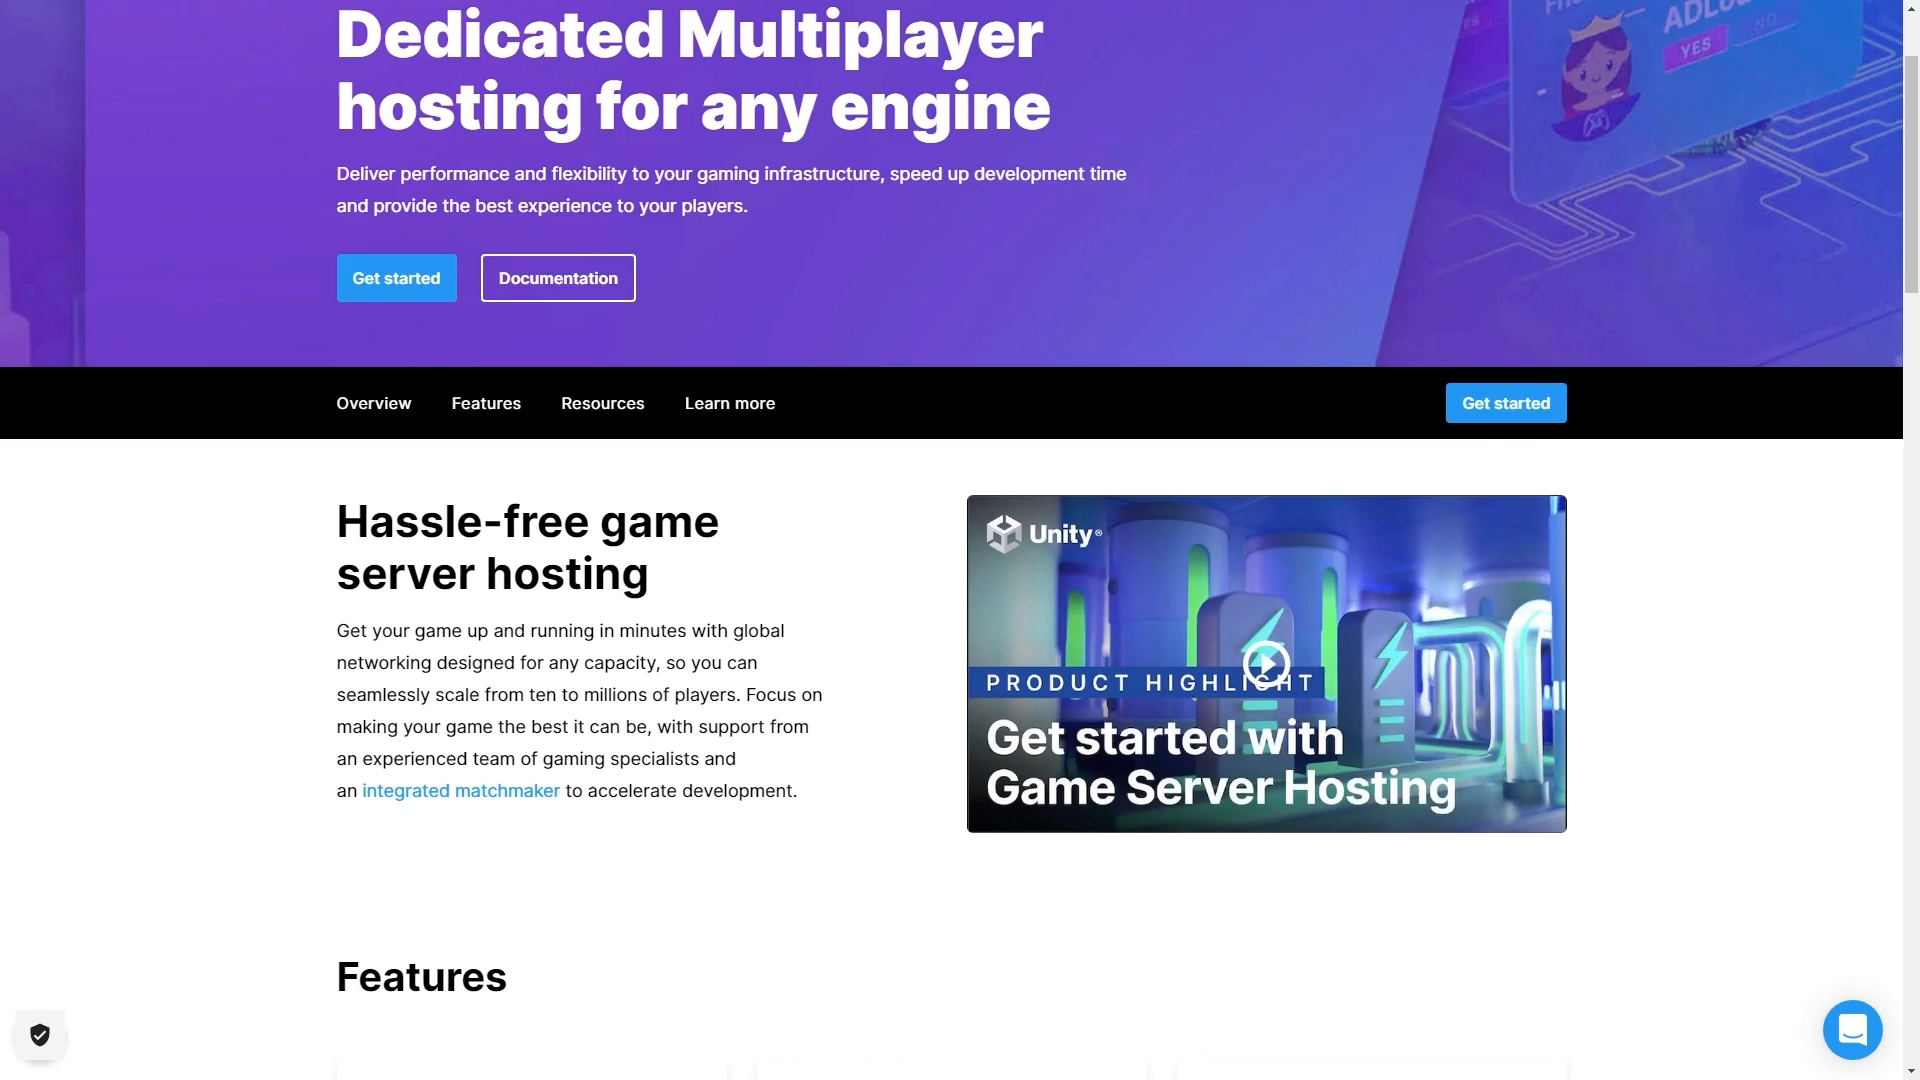 Dedicated Multiplayer
hosting for any engine
Deliver performance and flexibility to your gaming infrastructure, speed up development time
and provide the best experience to your players.
Get started
Documentation
YES
NO
Overview
Features
Resources
Learn more
Get started
Hassle-free game
server hosting
Get your game up and running in minutes with global
networking designed for any capacity, so you can
seamlessly scale from ten to millions of players. Focus on
making your game the best it can be, with support from
an experienced team of gaming specialists and
an integrated matchmaker to accelerate development.
Unity®
PRODUCT HIGHLIGHT
Get started with
Game Server Hosting
Features